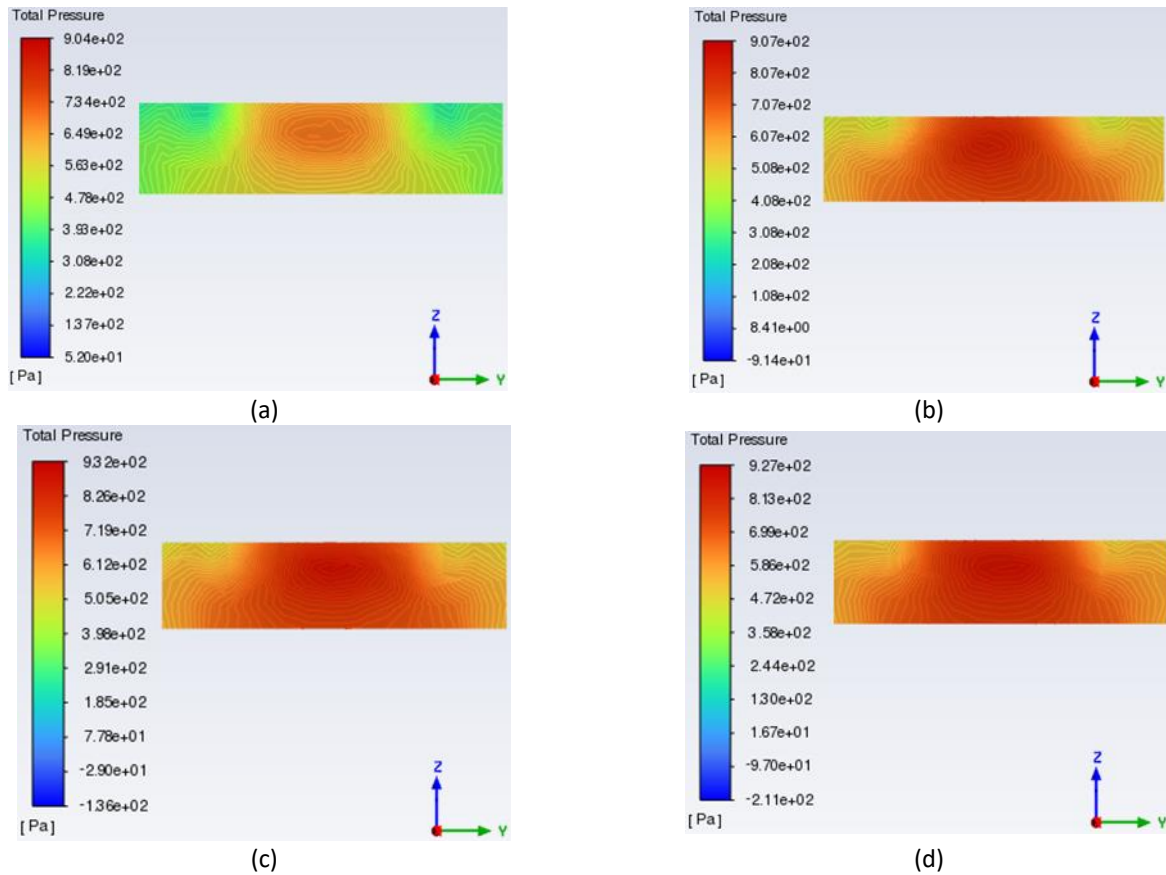 Total Pressure
9.04e+02
8.19e+02
7.34e+02
6.49e+02
5.63e+02
4.78e+02
3.93e+02
3.08e+02
2.22e+02
1.37e+02
5.20e+01
[ Pa ]
Z
Y
(a)
Total Pressure
9.07e+02
8.07e+02
7.07e+02
6.07e+02
5.08e+02
4.08e+02
3.08e+02
2.08e+02
1.08e+02
8.41e+00
-9.14e+01
[ Pa ]
Z
Y
(b)
Total Pressure
9.32e+02
8.26e+02
7.19e+02
6.12e+02
5.05e+02
3.98e+02
2.91e+02
1.85e+02
7.78e+01
-2.90e+01
-1.36e+02
[ Pa ]
Z
Y
(c)
Total Pressure
9.27e+02
8.13e+02
6.99e+02
5.86e+02
4.72e+02
3.58e+02
2.44e+02
1.30e+02
1.67e+01
-9.70e+01
-2.11e+02
[ Pa ]
Z
Y
(d)